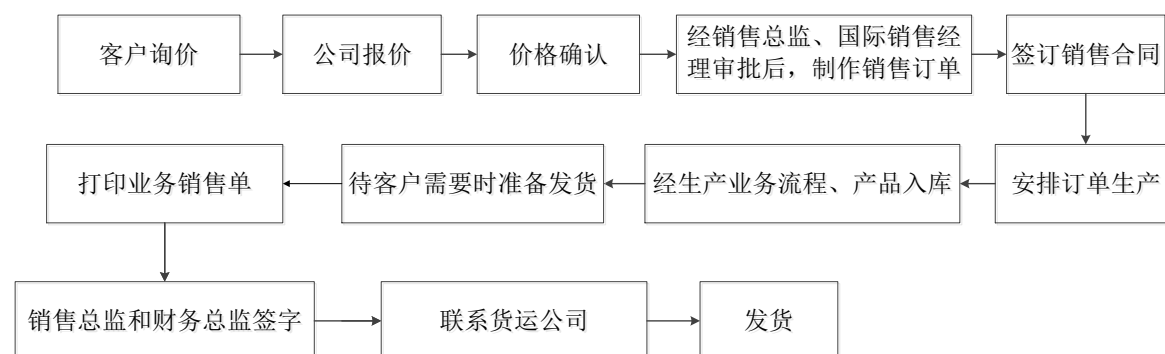 客户询价
公司报价
价格确认
经销售总监、国际销售经
理审批后，制作销售订单
签订销售合同
安排订单生产
经生产业务流程、产品入库
待客户需要时准备发货
打印业务销售单
销售总监和财务总监签字
联系货运公司
发货